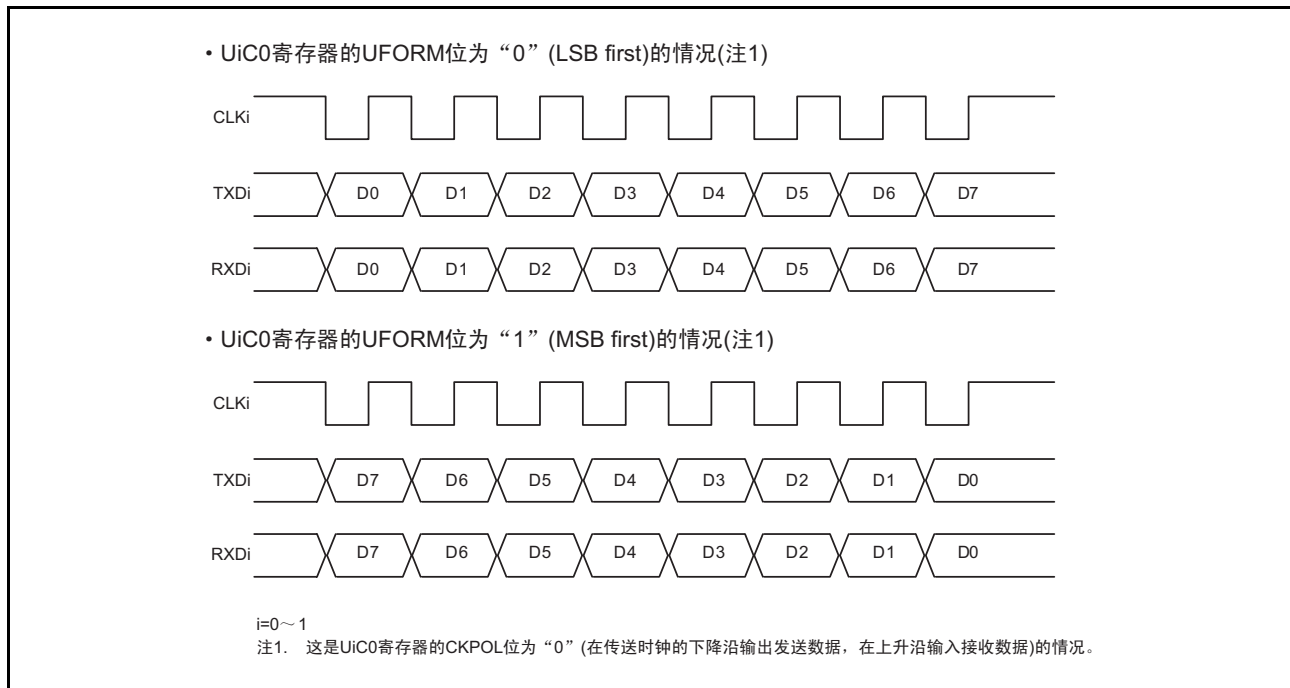 • UiC0寄存器的UFORM位为“0”(LSB first)的情况(注1)
CLKi
TXDi D0 D1 D2 D3 D4 D5 D6 D7
RXDi D0 D1 D2 D3 D4 D5 D6 D7
• UiC0寄存器的UFORM位为“1”(MSB first)的情况(注1)
CLKi
TXDi D7 D6 D5 D4 D3 D2 D1 D0
RXDi D7 D6 D5 D4 D3 D2 D1 D0
i=0～1
注1. 这是UiC0寄存器的CKPOL位为“0”(在传送时钟的下降沿输出发送数据，在上升沿输入接收数据)的情况。